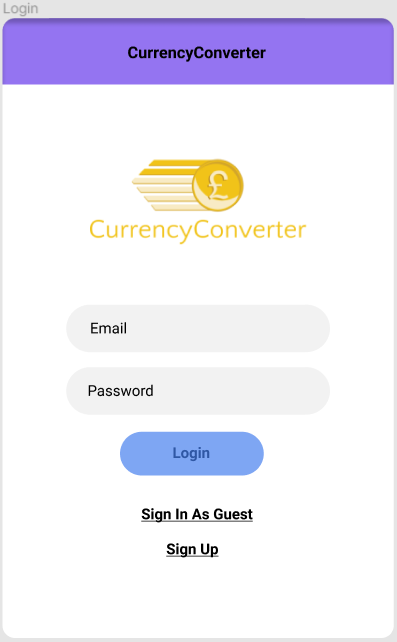 Login
CurrencyConverter
£
CurrencyConverter
Email
Password
Login
Sign In As Guest
Sign Up